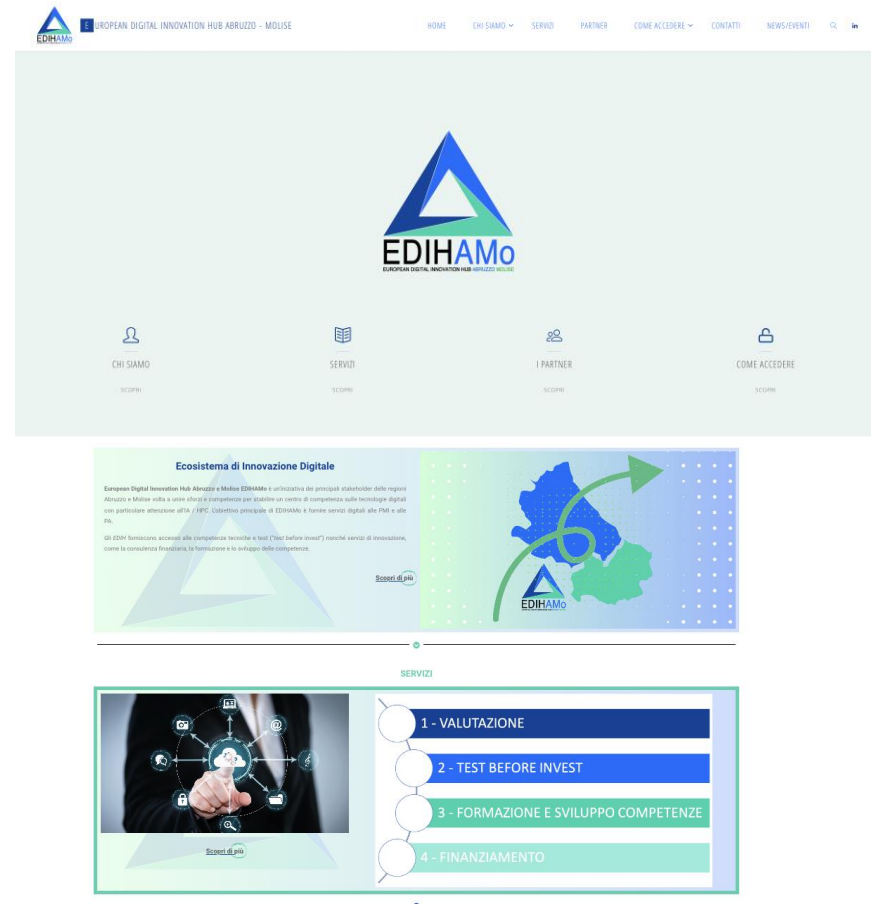 EDIHAMo
EUROPEAN DIGITAL INNOVATION HUB ABRUZZO - MOLISE
HOME
CHI SIAMO
SERVIZI
PARTNER
COME ACCEDERE
CONTATTI
NEWS/EVENTI
in
EDIHAMo
EUROPEAN DIGITAL INNOVATION HUB ABRUZZO MOLISE
CHI SIAMO
SCOPRI
SERVIZI
SCOPRI
I PARTNER
SCOPRI
COME ACCEDERE
SCOPRI
Ecosistema di Innovazione Digitale
European Digital Innovation Hub Abruzzo e Molise EDIHAMo è un'iniziativa dei principali stakeholder delle regioni
Abruzzo e Molise volta a unire sforzi e competenze per stabilire un centro di competenza sulle tecnologie digitali
con particolare attenzione all'IA / HPC. L'obiettivo principale di EDIHAMo è fornire servizi digitali alle PMI e alle
PA.
Gli EDIH forniscono accesso alle competenze tecniche e test ("test before invest") nonché servizi di innovazione,
come la consulenza finanziaria, la formazione e lo sviluppo delle competenze.
Scopri di più
EDIHAMo
SERVIZI
@
Scopri di più
1 - VALUTAZIONE
2 - TEST BEFORE INVEST
3 - FORMAZIONE E SVILUPPO COMPETENZE
4 - FINANZIAMENTO